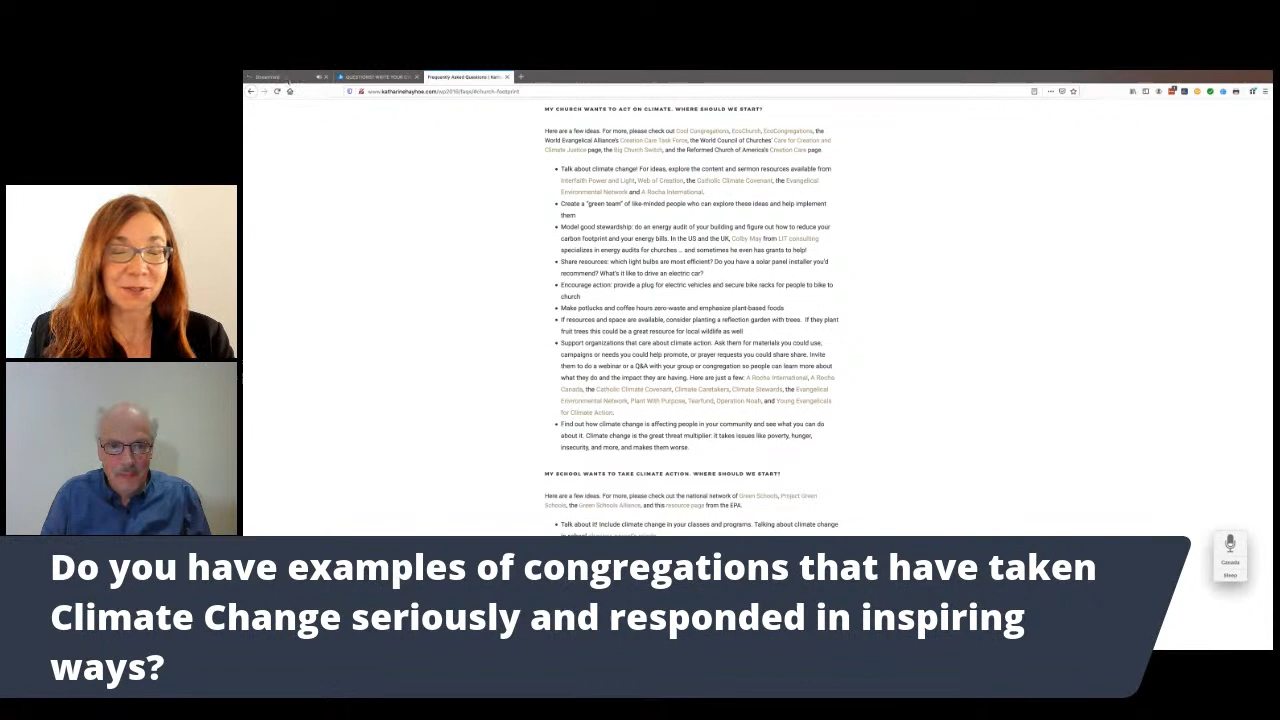 QUESTIONS! WRITE YOUR
Frequently Asked Questions | Kath
www.katharinehayhoe.com/wp2016/faqs/#church-footprint
MY CHURCH WANTS TO ACT ON CLIMATE. WHERE SHOULD WE START?
Here are a few ideas. For more, please check out Cool Congregations, EcoChurch, EcoCongregations, the
World Evangelical Alliance's Creation Care Task Force, the World Council of Churches' Care for Creation and
Climate Justice page, the Big Church Switch, and the Reformed Church of America's Creation Care page.
• Talk about climate change! For ideas, explore the content and sermon resources available from
Interfaith Power and Light, Web of Creation, the Catholic Climate Covenant, the Evangelical
Environmental Network and A Rocha International.
• Create a "green team" of like-minded people who can explore these ideas and help implement
them
• Model good stewardship: do an energy audit of your building and figure out how to reduce your
carbon footprint and your energy bills. In the US and the UK, Colby May from LIT consulting
specializes in energy audits for churches ... and sometimes he even has grants to help!
• Share resources: which light bulbs are most efficient? Do you have a solar panel installer you'd
recommend? What's it like to drive an electric car?
• Encourage action: provide a plug for electric vehicles and secure bike racks for people to bike to
church
• Make potlucks and coffee hours zero-waste and emphasize plant-based foods
• If resources and space are available, consider planting a reflection garden with trees. If they plant
fruit trees this could be a great resource for local wildlife as well
• Support organizations that care about climate action. Ask them for materials you could use,
campaigns or needs you could help promote, or prayer requests you could share share. Invite
them to do a webinar or a Q&A with your group or congregation so people can learn more about
what they do and the impact they are having. Here are just a few: A Rocha International, A Rocha
Canada, the Catholic Climate Covenant, Climate Caretakers, Climate Stewards, the Evangelical
Environmental Network, Plant With Purpose, Tearfund, Operation Noah, and Young Evangelicals
for Climate Action.
• Find out how climate change is affecting people in your community and see what you can do
about it. Climate change is the great threat multiplier: it takes issues like poverty, hunger,
insecurity, and more, and makes them worse.
MY SCHOOL WANTS TO TAKE CLIMATE ACTION. WHERE SHOULD WE START?
Here are a few ideas. For more, please check out the national network of Green Schools, Project Green
Schools, the Green Schools Alliance, and this resource page from the EPA.
• Talk about it! Include climate change in your classes and programs. Talking about climate change
Canada
Sleep
Do you have examples of congregations that have taken
Climate Change seriously and responded in inspiring
ways?